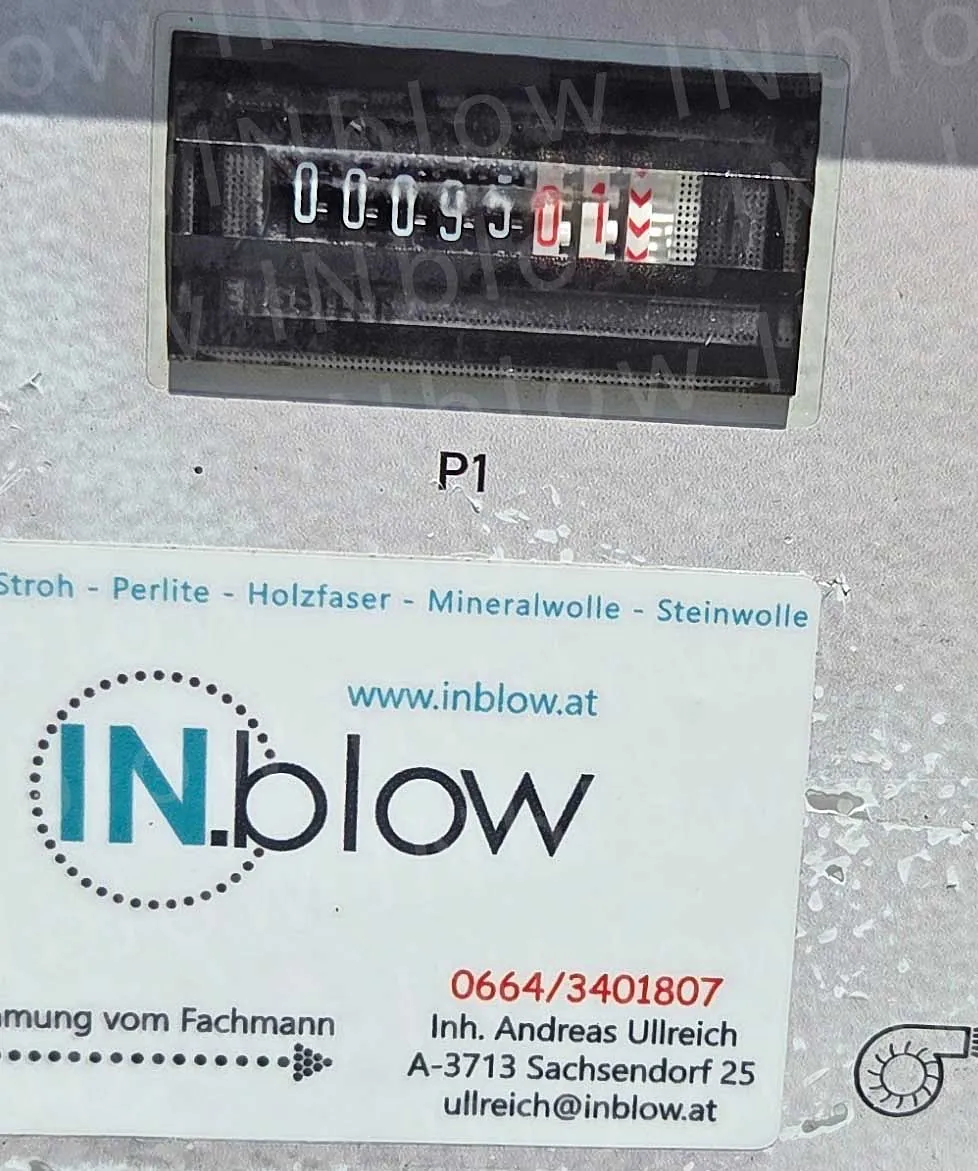 0009501
P1
Stroh - Perlite - Holzfaser - Mineralwolle - Steinwolle
www.inblow.at
IN.blow
0664/3401807
mung vom Fachmann
Inh. Andreas Ullreich
A-3713 Sachsendorf 25
ullreich@inblow.at